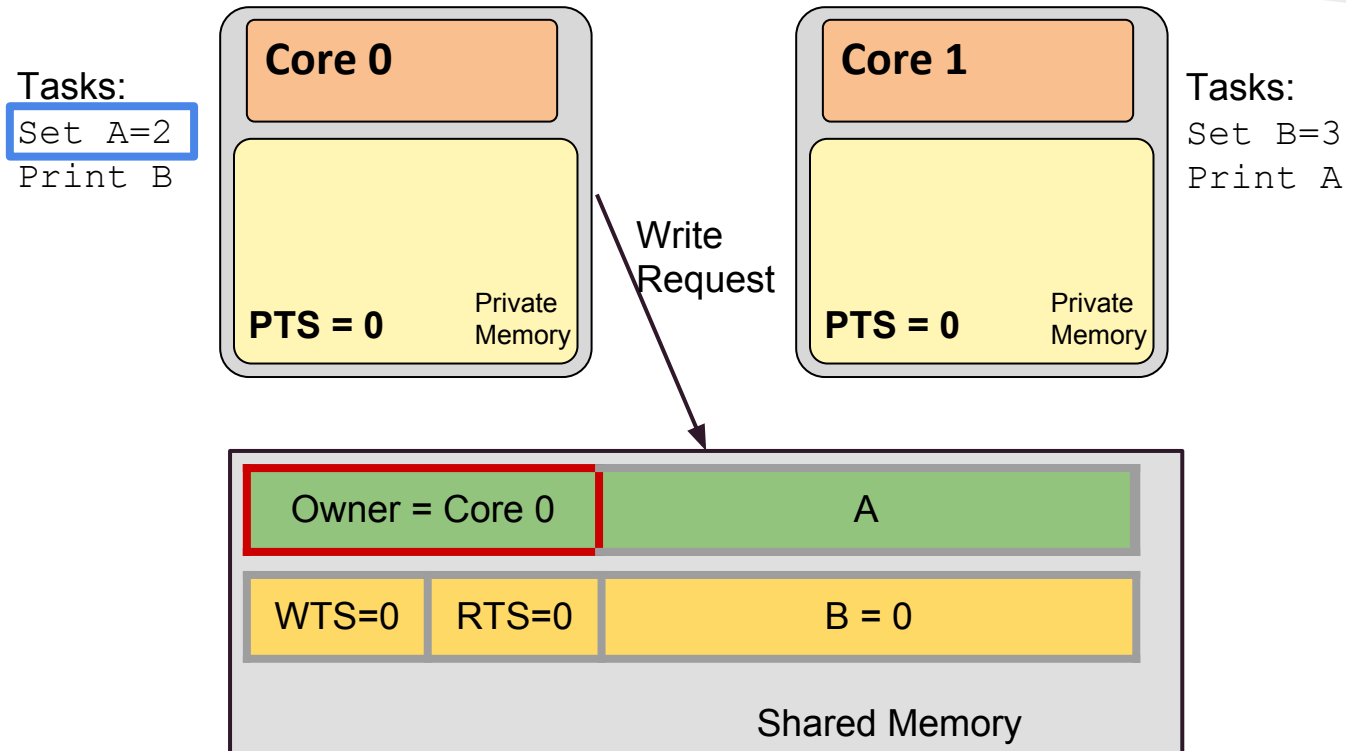 Core 0
Core 1
Tasks:
Set A=2
Print B
Tasks:
Set B=3
Print A
Write
Request
PTS = 0
Private
Memory
PTS = 0
Private
Memory
Owner = Core 0
A
WTS=0
RTS=0
B = 0
Shared Memory